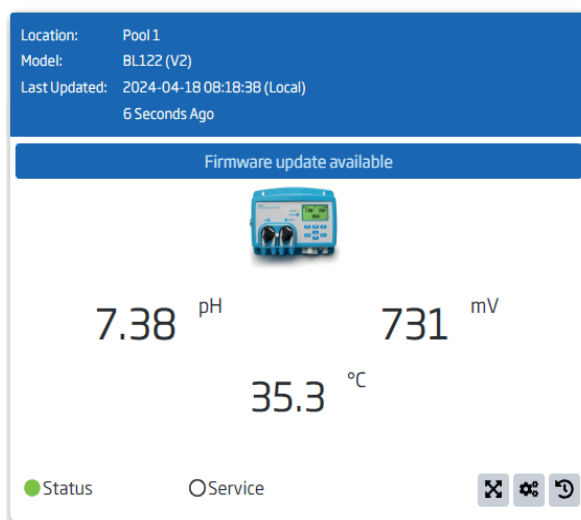 Location: Pool 1
Model: BL122 (V2)
Last Updated: 2024-04-18 08:18:38 (Local)
6 Seconds Ago
Firmware update available
7.38 pH
731 mV
35.3 °C
Status
Service